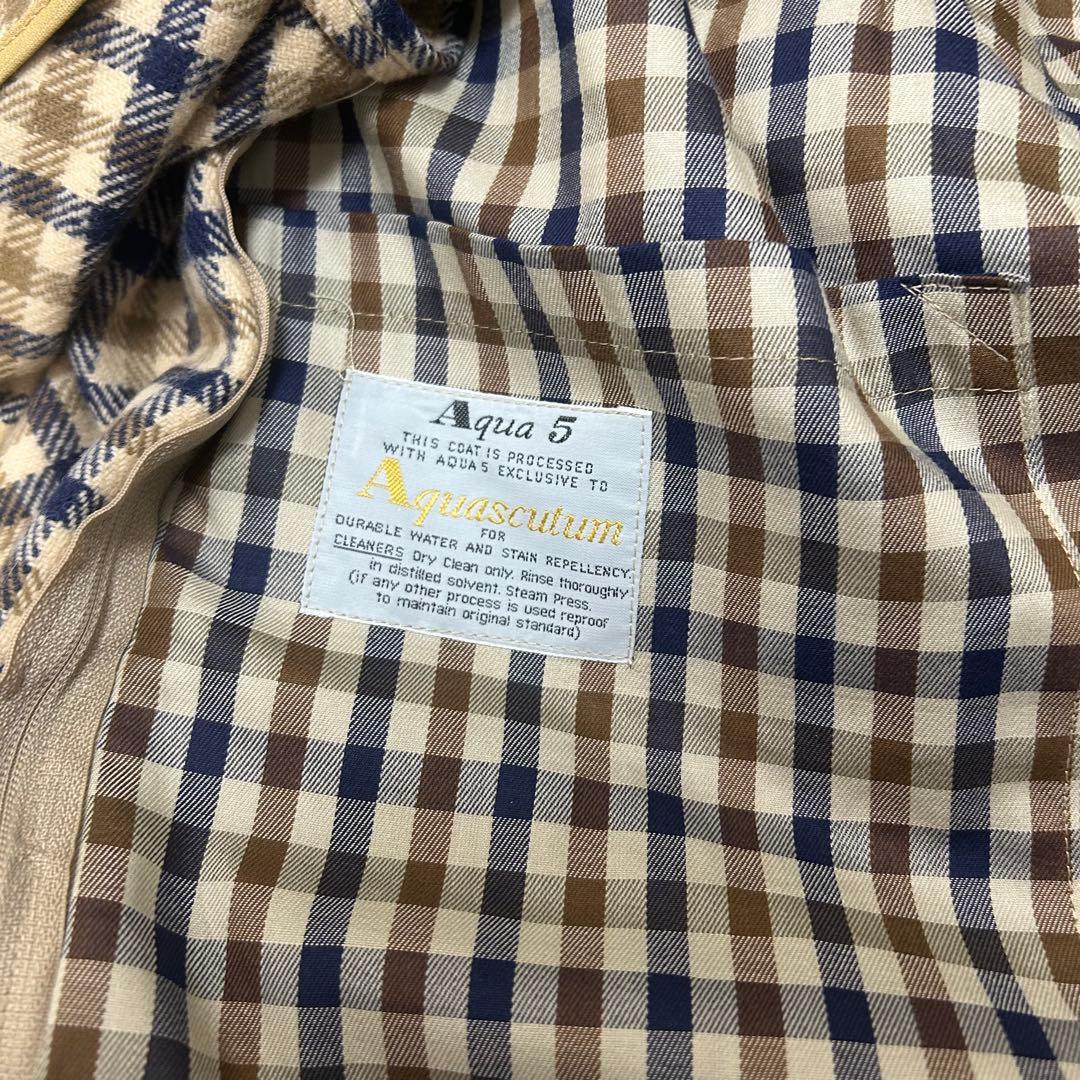 Aqua 5
THIS COAT IS PROCESSED
WITH AQUA 5 EXCLUSIVE TO
Aquascutum
FOR
DURABLE WATER AND STAIN REPELLENCY.
CLEANERS Dry Clean only. Rinse thoroughly
in distilled solvent. Steam Press.
(if any other process is used reproof
to maintain original standard)